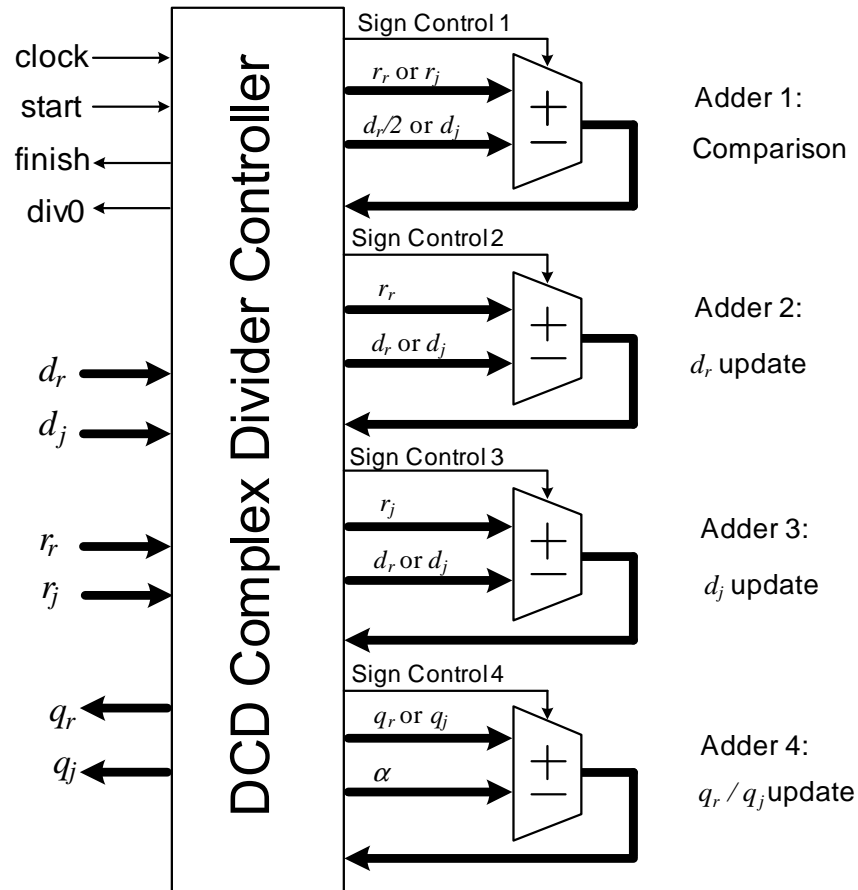 clock
start
finish
div0
d_r
d_j
r_r
r_j
q_r
q_j
DCD Complex Divider Controller
Sign Control 1
r_r or r_j
d_r/2 or d_j
+
−
Adder 1:
Comparison
Sign Control 2
r_r
d_r or d_j
+
−
Adder 2:
d_r update
Sign Control 3
r_j
d_r or d_j
+
−
Adder 3:
d_j update
Sign Control 4
q_r or q_j
α
+
−
Adder 4:
q_r / q_j update